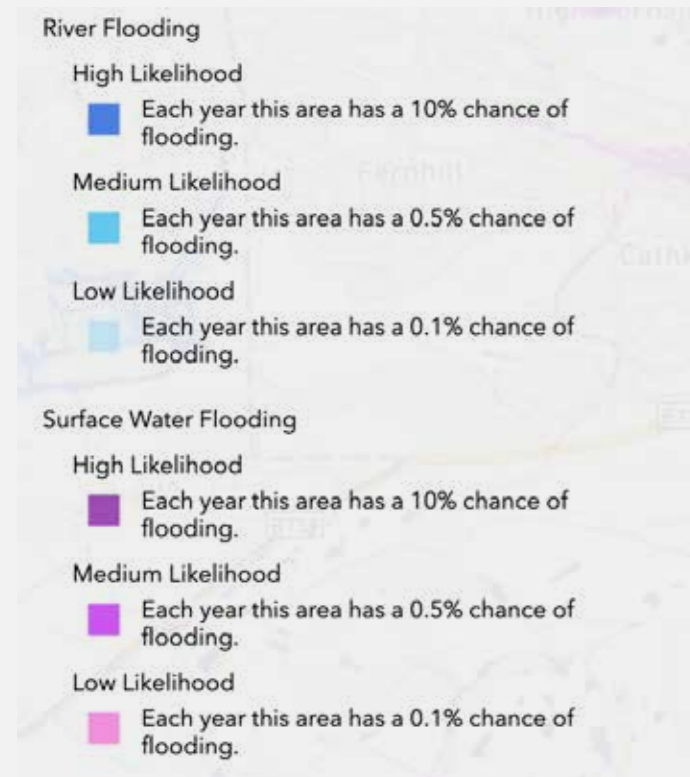 River Flooding
High Likelihood
Each year this area has a 10% chance of
flooding.
Fernhill
Medium Likelihood
Each year this area has a 0.5% chance of
flooding.
Low Likelihood
Each year this area has a 0.1% chance of
flooding.
Surface Water Flooding
High Likelihood
Each year this area has a 10% chance of
flooding.
Medium Likelihood
Each year this area has a 0.5% chance of
flooding.
Low Likelihood
Each year this area has a 0.1% chance of
flooding.